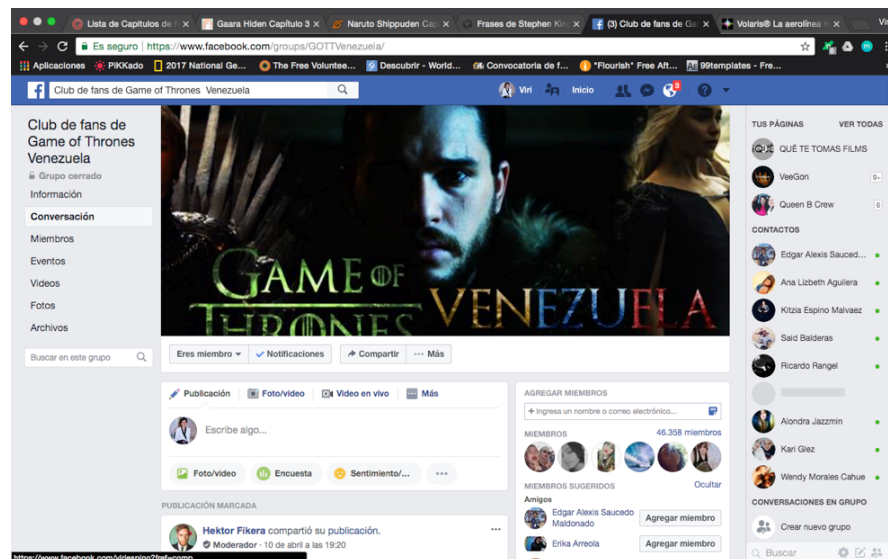 Lista de Capitulos de N
Gaara Hiden Capítulo 3
Naruto Shippuden Cap
Frases de Stephen Kin
(3) Club de fans de Ga
Volaris® La aerolínea
Es seguro
https://www.facebook.com/groups/GOTTVenezuela/
Aplicaciones
PiKKado
2017 National Ge...
The Free Voluntee...
Descubrir - World...
Convocatoria de f...
*Flourish* Free Aft...
99templates - Fre...
Club de fans de Game of Thrones Venezuela
Viri
Inicio
3
Club de fans de
Game of Thrones
Venezuela
Grupo cerrado
Información
Conversación
Miembros
Eventos
Videos
Fotos
Archivos
Buscar en este grupo
GAME OF
THRONES
VENEZUELA
Eres miembro
Notificaciones
Compartir
Más
Publicación
Foto/video
Video en vivo
Más
Escribe algo...
Foto/video
Encuesta
Sentimiento/...
PUBLICACIÓN MARCADA
Hektor Fikera compartió su publicación.
Moderador · 10 de abril a las 19:20
AGREGAR MIEMBROS
+ Ingresa un nombre o correo electrónico...
MIEMBROS
46.358 miembros
MIEMBROS SUGERIDOS
Ocultar
Amigos
Edgar Alexis Saucedo
Maldonado
Agregar miembro
Erika Arreola
Agregar miembro
TUS PÁGINAS
VER TODAS
QUÉ TE TOMAS FILMS
VeeGon
9+
Queen B Crew
6
CONTACTOS
Edgar Alexis Sauced...
Ana Lizbeth Aguilera
Kitzia Espino Malvaez
Said Balderas
Ricardo Rangel
Alondra Jazzmin
Kari Glez
Wendy Morales Cahue
CONVERSACIONES EN GRUPO
Crear nuevo grupo
Buscar